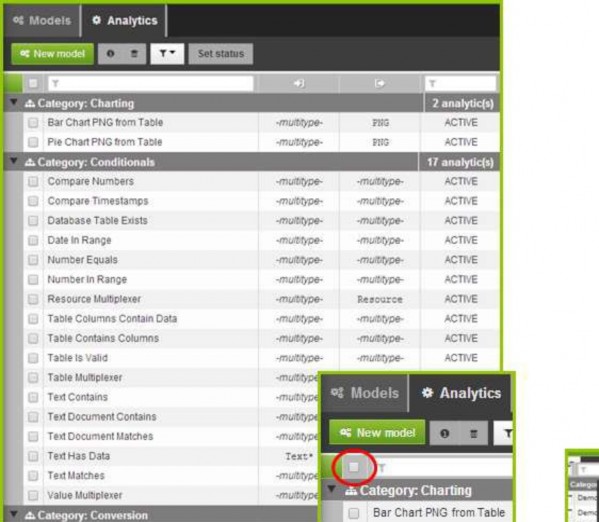 Models Analytics
New model Set status
Category: Charting 2 analytic(s)
Bar Chart PNG from Table -multitype- PNG ACTIVE
Pie Chart PNG from Table -multitype- PNG ACTIVE
Category: Conditionals 17 analytic(s)
Compare Numbers -multitype- -multitype- ACTIVE
Compare Timestamps -multitype- -multitype- ACTIVE
Database Table Exists -multitype- -multitype- ACTIVE
Date In Range -multitype- -multitype- ACTIVE
Number Equals -multitype- -multitype- ACTIVE
Number In Range -multitype- -multitype- ACTIVE
Resource Multiplexer -multitype- Resource ACTIVE
Table Columns Contain Data -multitype- -multitype- ACTIVE
Table Contains Columns -multitype- -multitype- ACTIVE
Table Is Valid -multitype- -multitype- ACTIVE
Table Multiplexer -multitype
Text Contains -multitype
Text Document Contains -multitype
Text Document Matches -multitype
Text Has Data Text*
Text Matches -multitype
Value Multiplexer -multitype
Category: Conversion
Models Analytics
New model
Category: Charting
Bar Chart PNG from Table
Categor
Demo
Demo